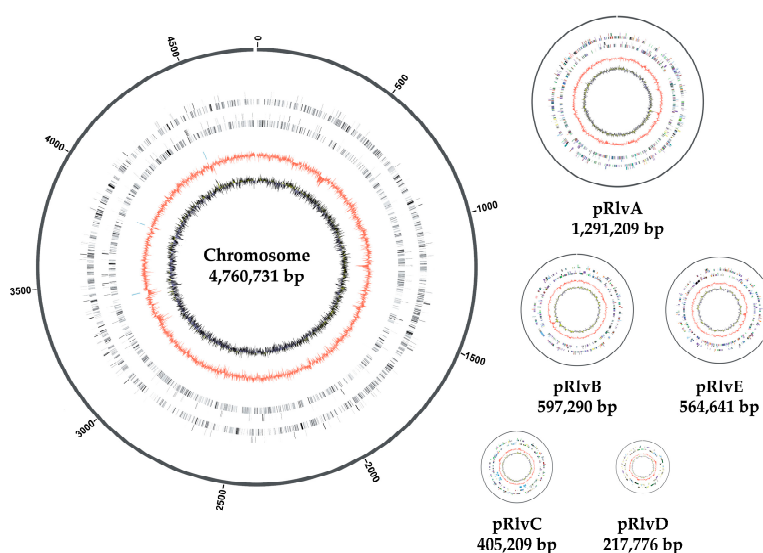 0
500
1000
1500
2000
2500
3000
3500
4000
4500
Chromosome
4,760,731 bp
pRlvA
1,291,209 bp
pRlvB
597,290 bp
pRlvE
564,641 bp
pRlvC
405,209 bp
pRlvD
217,776 bp